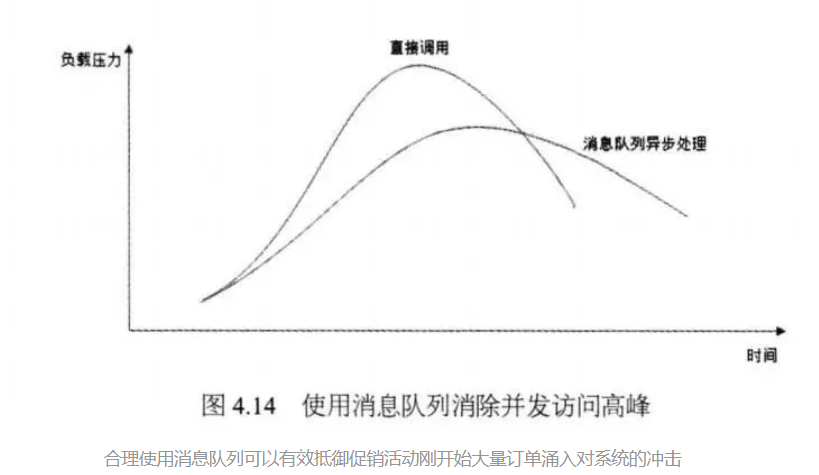 直接调用
负载压力
消息队列异步处理
时间
图 4.14 使用消息队列消除并发访问高峰
合理使用消息队列可以有效抵御促销活动刚开始大量订单涌入对系统的冲击